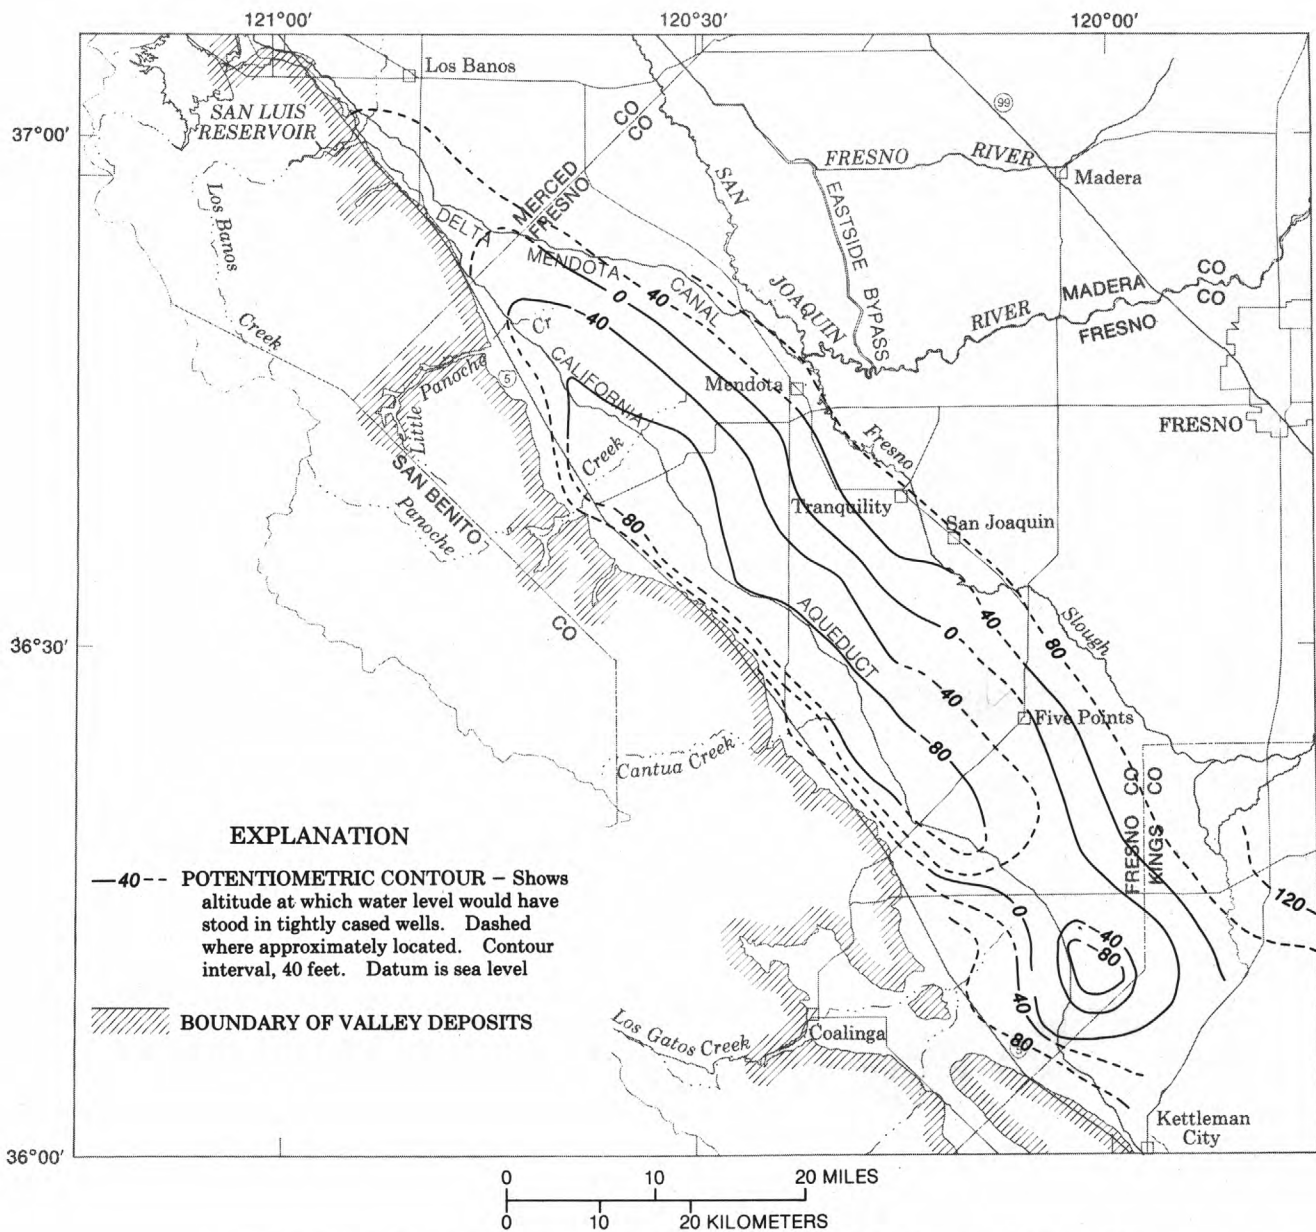 121°00'
120°30'
120°00'
Los Banos
99
SAN LUIS
RESERVOIR
37°00'
CO
CO
MERCED
FRESNO
SAN
FRESNO
RIVER
Madera
Los Banos
Creek
DELTA
MENDOTA
CANAL
EASTSIDE BYPASS
JOAQUIN
RIVER
MADERA
CO
FRESNO
CO
0
40
40
Cr
Panoche
Little
5
CALIFORNIA
Mendota
FRESNO
Creek
Fresno
SAN BENITO
CO
Panoche
80
Tranquility
San Joaquin
AQUEDUCT
0
40
80
Slough
36°30'
40
Five Points
80
Cantua Creek
FRESNO CO
KINGS CO
EXPLANATION
—40-- POTENTIOMETRIC CONTOUR – Shows
altitude at which water level would have
stood in tightly cased wells. Dashed
where approximately located. Contour
interval, 40 feet. Datum is sea level
BOUNDARY OF VALLEY DEPOSITS
0
120
40
80
40
80
Los Gatos Creek
Coalinga
Kettleman
City
36°00'
0 10 20 MILES
0 10 20 KILOMETERS